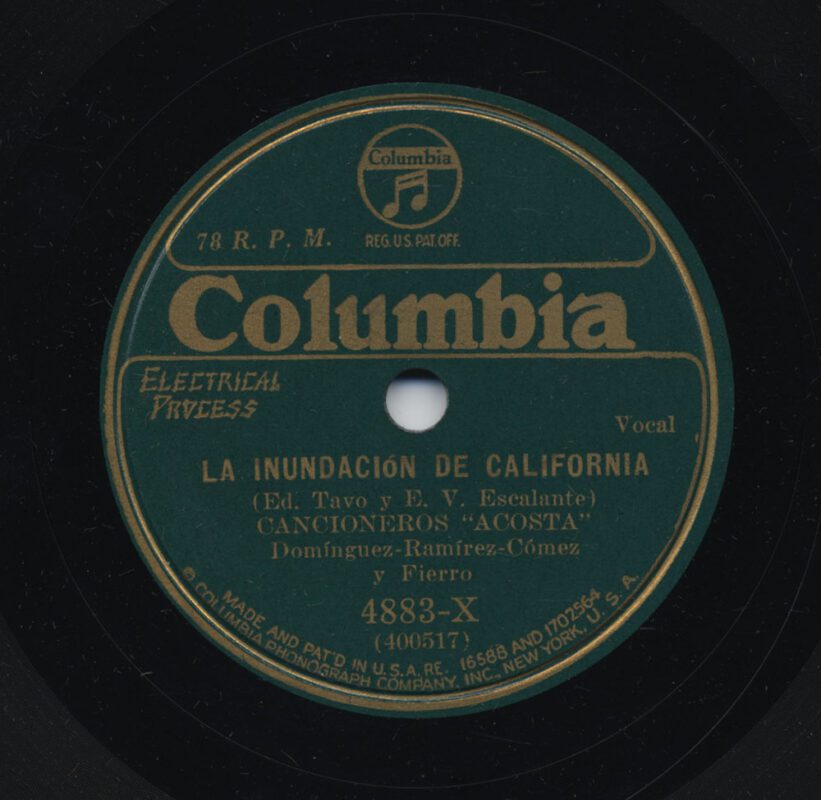 Columbia
78 R. P. M.
REG. U.S. PAT. OFF.
Columbia
ELECTRICAL
PROCESS
Vocal
LA INUNDACIóN DE CALIFORNIA
(Ed. Tavo y E. V. Escalante)
CANCIONEROS "ACOSTA"
Domínguez-Ramírez-Cómez
y Fierro
4883-X
(400517)
MADE AND PAT'D IN U.S.A. RE. 16588 AND 1702564
© COLUMBIA PHONOGRAPH COMPANY, INC., NEW YORK, U. S. A.